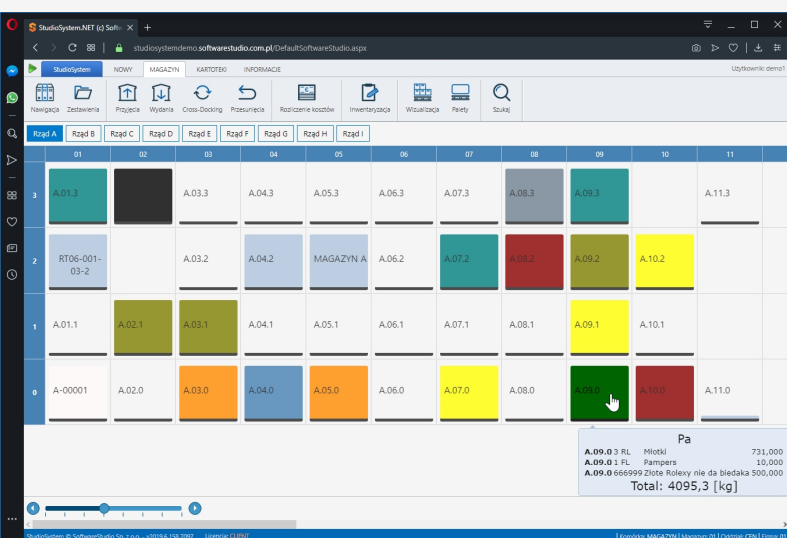 StudioSystem.NET (c) Softw
studiosystemdemo.softwarestudio.com.pl/DefaultSoftwareStudio.aspx
StudioSystem NOWY MAGAZYN KARTOTEKI INFORMACJE Użytkownik: demo1
Nawigacja Zestawienia Przyjęcia Wydania Cross-Docking Przesunięcia Rozliczenie kosztów Inwentaryzacja Wizualizacja Palety Szukaj
Rząd A Rząd B Rząd C Rząd D Rząd E Rząd F Rząd G Rząd H Rząd I
01 02 03 04 05 06 07 08 09 10 11
3 A.01.3 A.03.3 A.04.3 A.05.3 A.06.3 A.07.3 A.08.3 A.09.3 A.11.3
2 RT06-001-03-2 A.03.2 A.04.2 MAGAZYN A A.06.2 A.07.2 A.08.2 A.09.2 A.10.2
1 A.01.1 A.02.1 A.03.1 A.04.1 A.05.1 A.06.1 A.07.1 A.08.1 A.09.1 A.10.1
0 A-00001 A.02.0 A.03.0 A.04.0 A.05.0 A.06.0 A.07.0 A.08.0 A.09.0 A.10.0 A.11.0
Pa
A.09.0 3 RL Młotki 731,000
A.09.0 1 FL Pampers 10,000
A.09.0 666999 Złote Rolexy nie da biedaka 500,000
Total: 4095,3 [kg]
StudioSystem © SoftwareStudio Sp. z o.o. - v2019.6.158.2092 Licencja: CLIENT Komórka: MAGAZYN | Magazyn: 01 | Oddział: CEN | Firma: 01